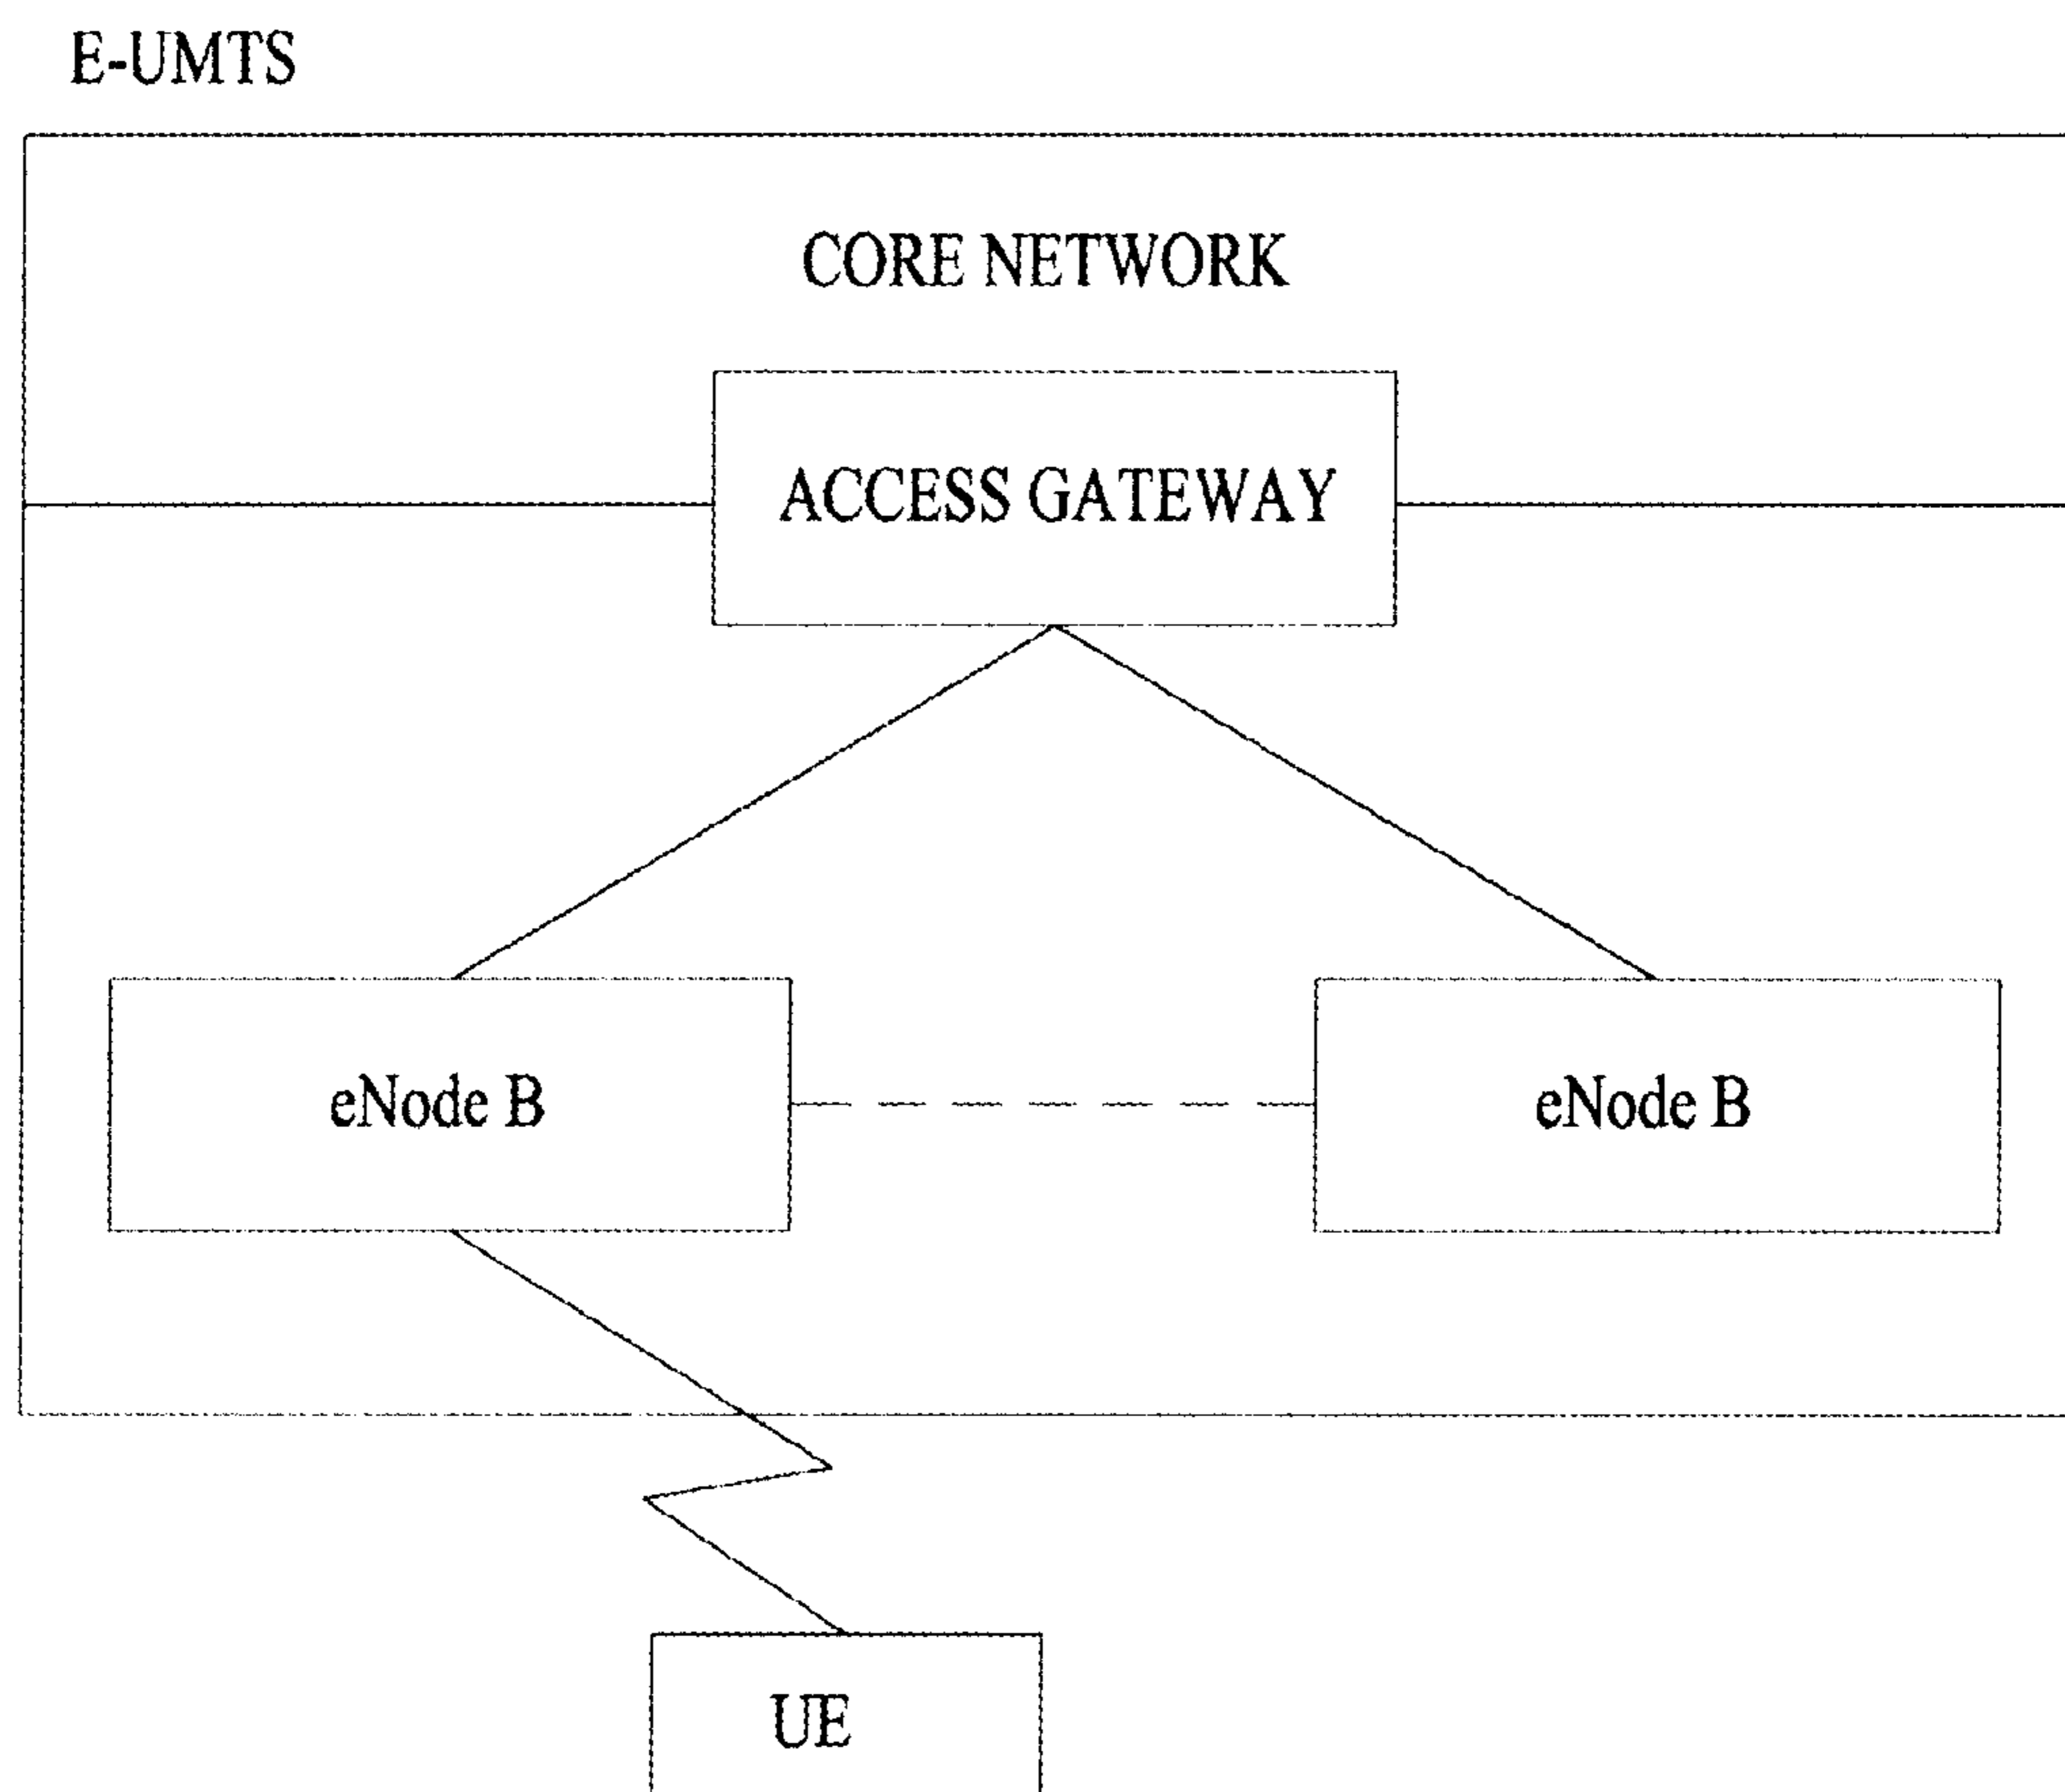 E-UMTS
CORE NETWORK
ACCESS GATEWAY
eNode B
eNode B
UE